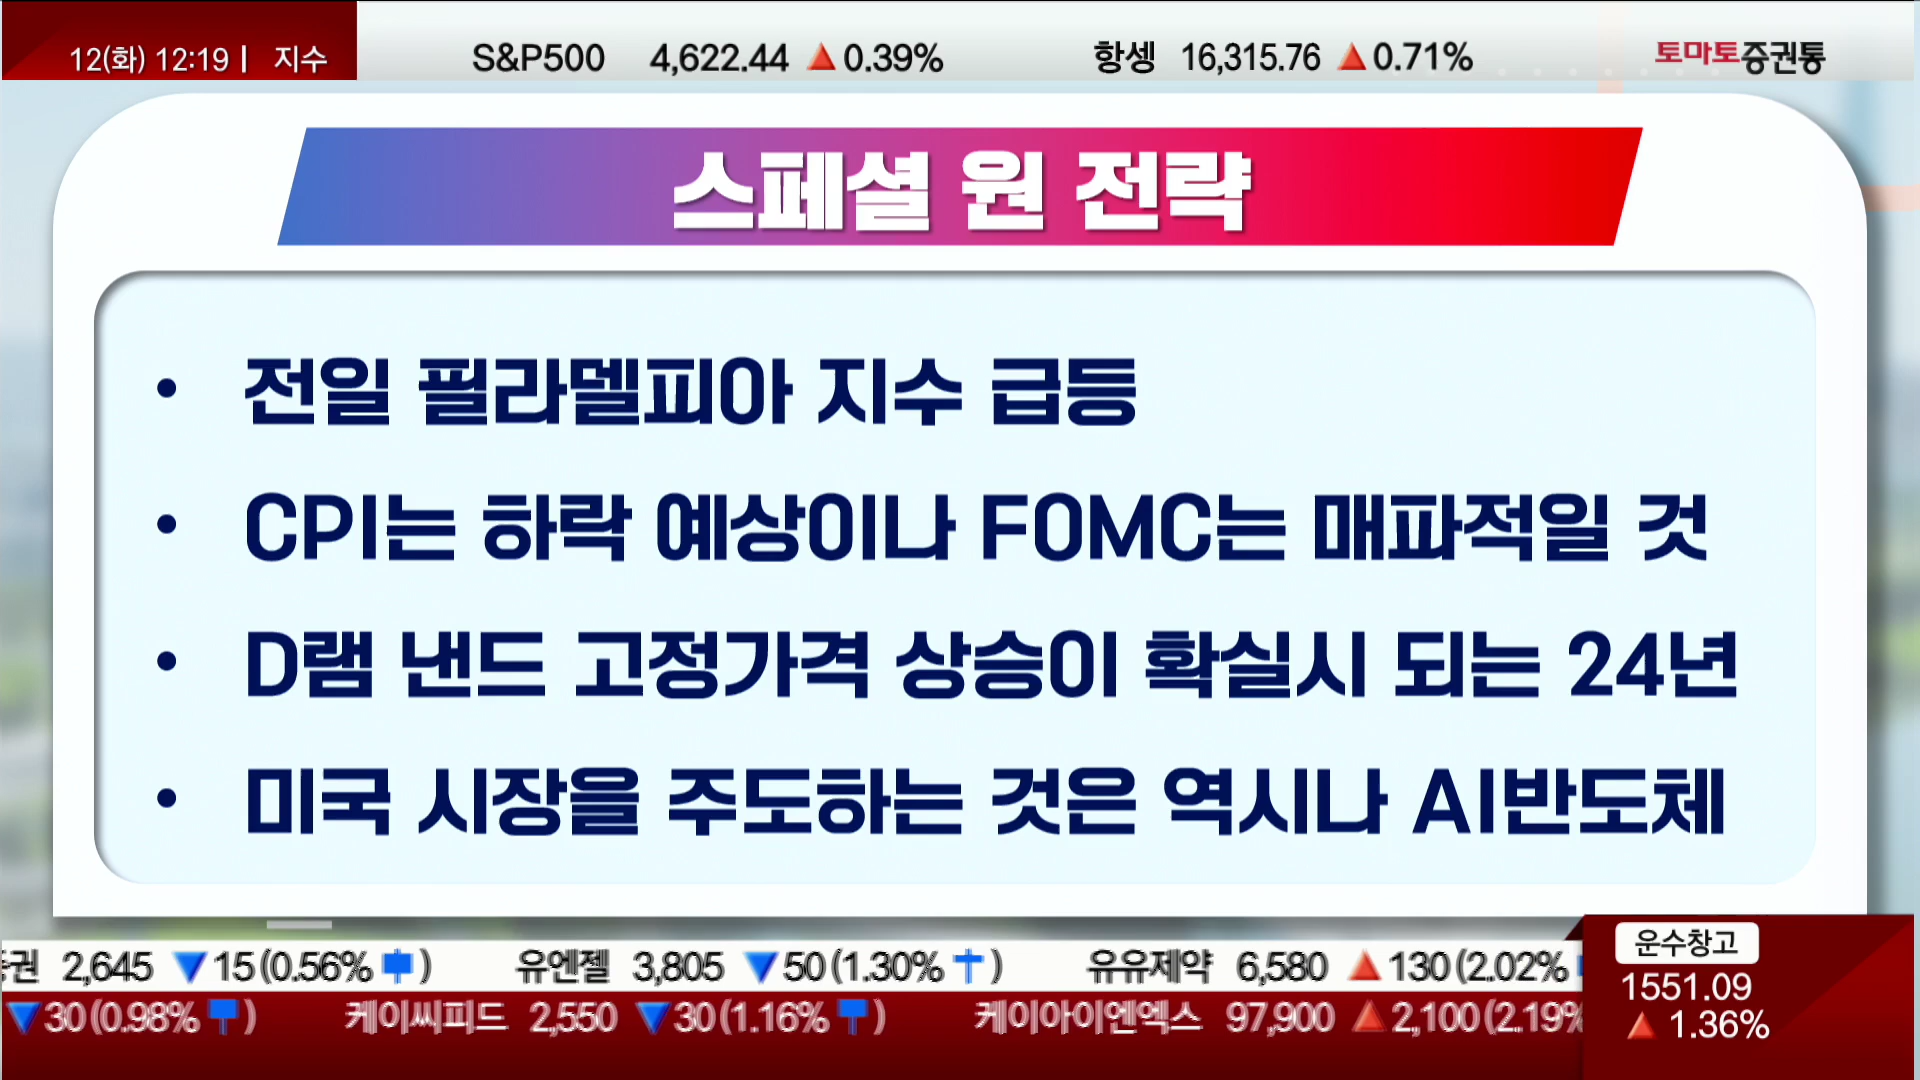 12(화) 12:19 | 지수 S&P500 4,622.44 ▲ 0.39% 항셍 16,315.76 ▲ 0.71% 토마토증권통
스페셜 원 전략
• 전일 필라델피아 지수 급등
• CPI는 하락 예상이나 FOMC는 매파적일 것
• D램 낸드 고정가격 상승이 확실시 되는 24년
• 미국 시장을 주도하는 것은 역시나 AI반도체
2,645 ▼ 15 (0.56% ) 유엔젤 3,805 ▼ 50 (1.30% ) 유유제약 6,580 ▲ 130 (2.02%
▼ 30 (0.98% ) 케이씨피드 2,550 ▼ 30 (1.16% ) 케이아이엔엑스 97,900 ▲ 2,100 (2.19%
운수창고
1551.09
▲ 1.36%